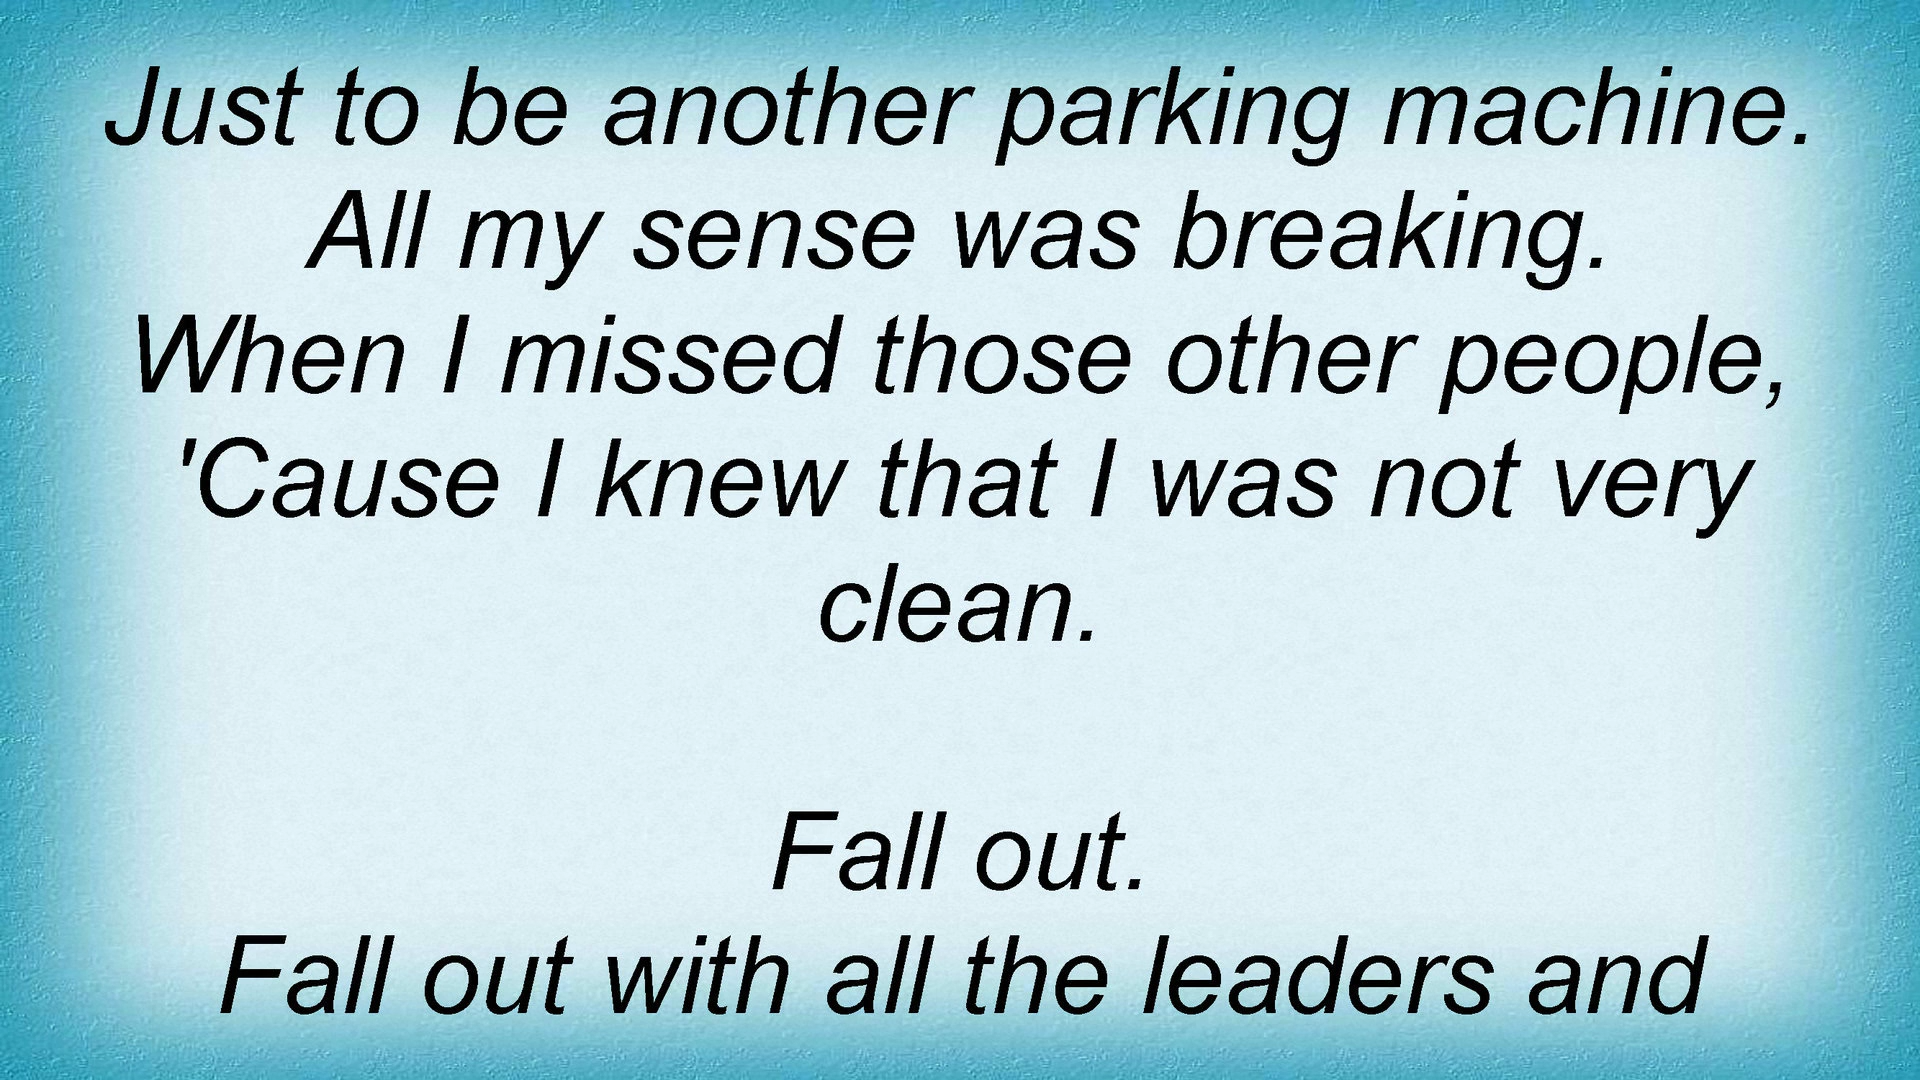 Just to be another parking machine.
All my sense was breaking.
When I missed those other people,
'Cause I knew that I was not very
clean.
Fall out.
Fall out with all the leaders and